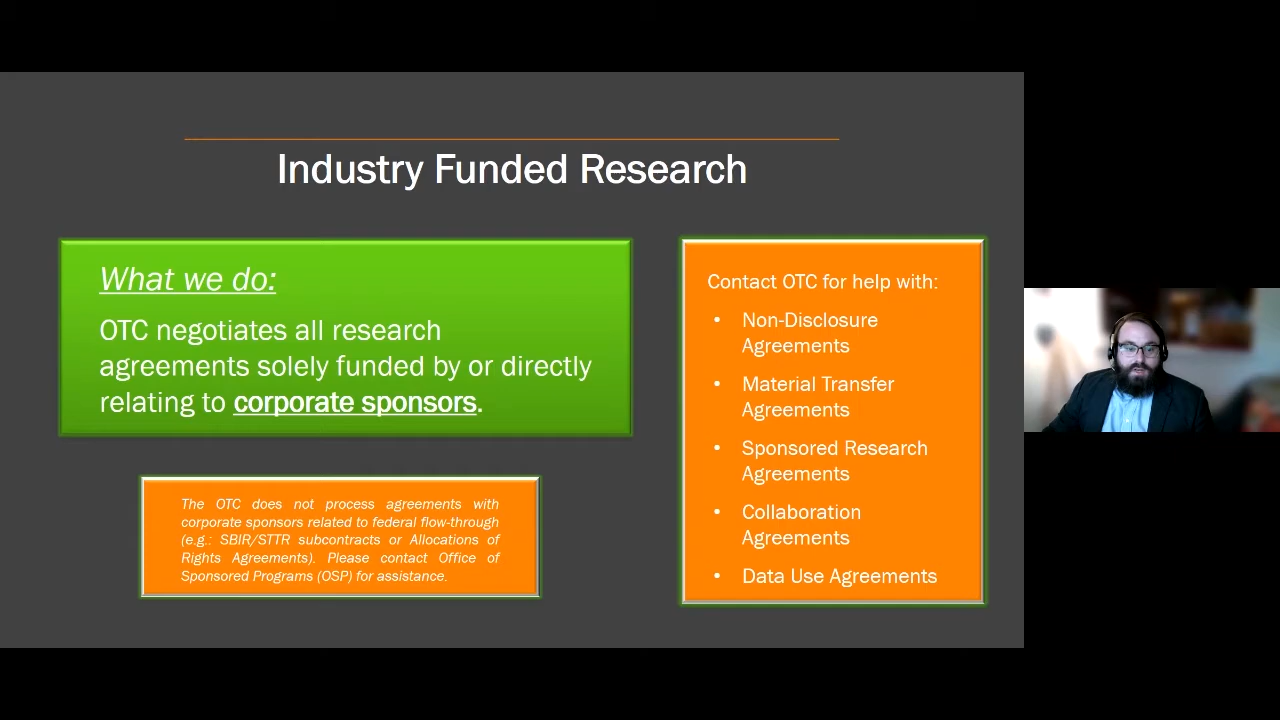 Industry Funded Research
What we do:
OTC negotiates all research
agreements solely funded by or directly
relating to corporate sponsors.
The OTC does not process agreements with
corporate sponsors related to federal flow-through
(e.g.: SBIR/STTR subcontracts or Allocations of
Rights Agreements). Please contact Office of
Sponsored Programs (OSP) for assistance.
Contact OTC for help with:
• Non-Disclosure
Agreements
• Material Transfer
Agreements
• Sponsored Research
Agreements
• Collaboration
Agreements
• Data Use Agreements